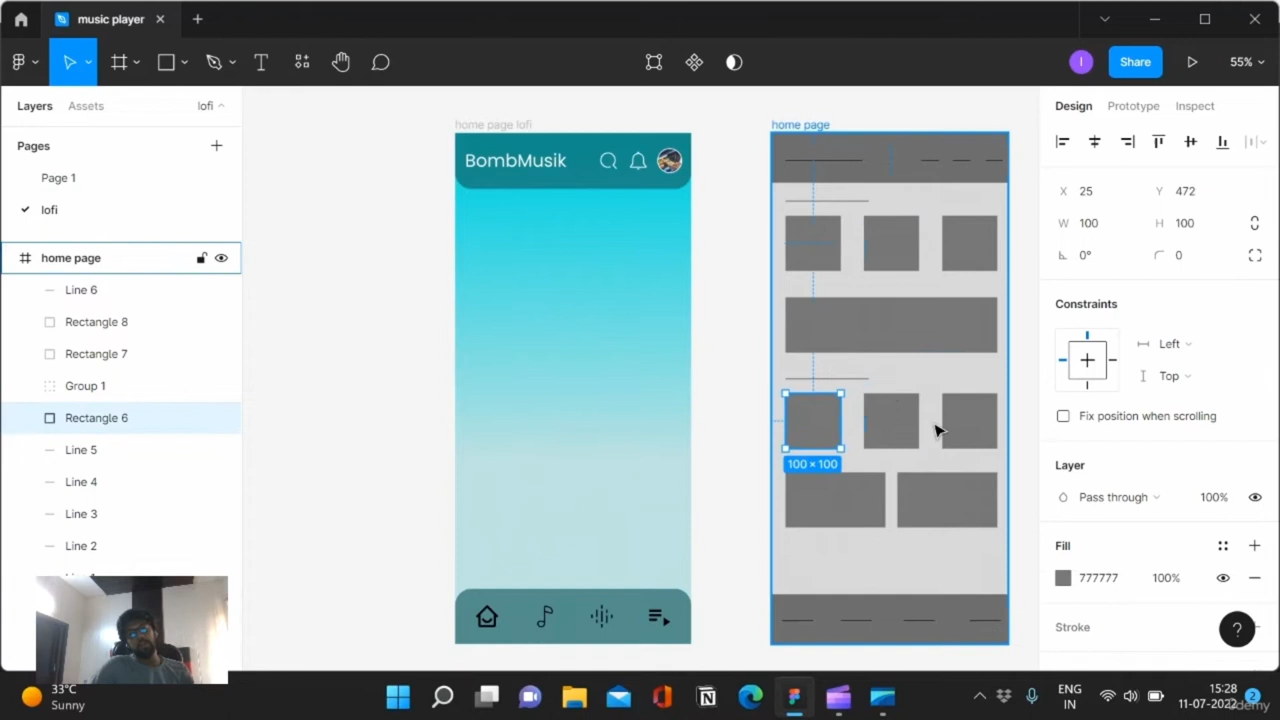 music player
Share
55%
Layers
Assets
lofi
Pages
Page 1
lofi
home page
Line 6
Rectangle 8
Rectangle 7
Group 1
Rectangle 6
Line 5
Line 4
Line 3
Line 2
home page lofi
BombMusik
home page
100 × 100
Design
Prototype
Inspect
X 25
Y 472
W 100
H 100
0°
0
Constraints
Left
Top
Fix position when scrolling
Layer
Pass through
100%
Fill
777777
100%
Stroke
?
33°C
Sunny
ENG
IN
15:28
11-07-2022
2
Udemy